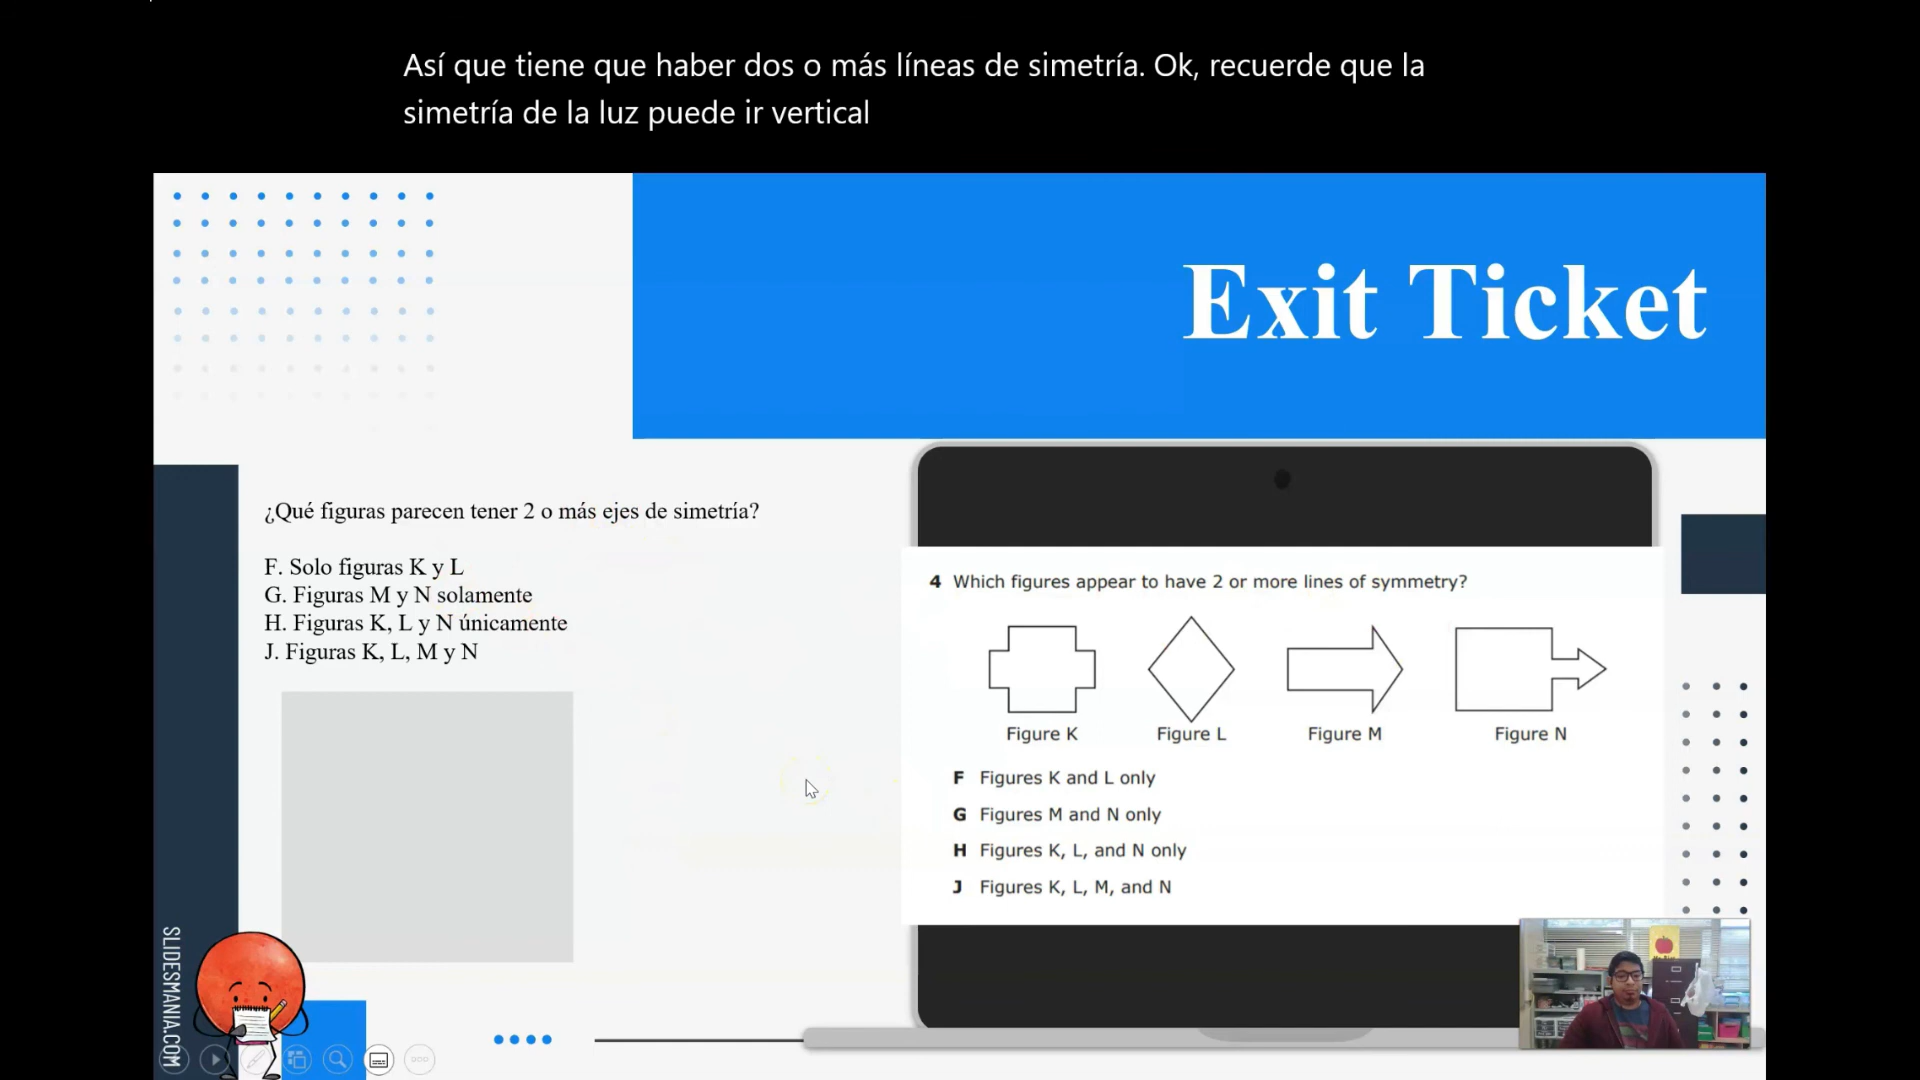 Así que tiene que haber dos o más líneas de simetría. Ok, recuerde que la
simetría de la luz puede ir vertical
Exit Ticket
¿Qué figuras parecen tener 2 o más ejes de simetría?
F. Solo figuras K y L
G. Figuras M y N solamente
H. Figuras K, L y N únicamente
J. Figuras K, L, M y N
4 Which figures appear to have 2 or more lines of symmetry?
Figure K Figure L Figure M Figure N
F Figures K and L only
G Figures M and N only
H Figures K, L, and N only
J Figures K, L, M, and N
SLIDESMANIA.COM